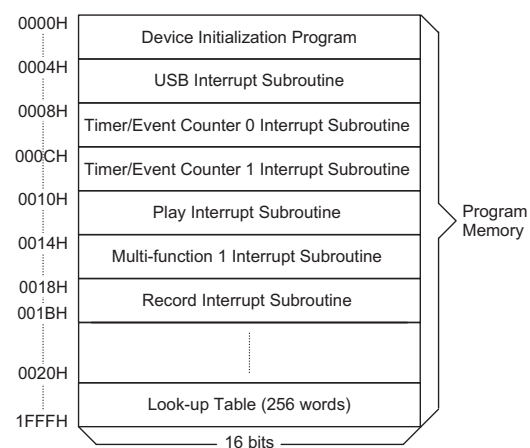 0000H
Device Initialization Program
0004H
USB Interrupt Subroutine
0008H
Timer/Event Counter 0 Interrupt Subroutine
000CH
Timer/Event Counter 1 Interrupt Subroutine
0010H
Play Interrupt Subroutine
0014H
Multi-function 1 Interrupt Subroutine
0018H
Record Interrupt Subroutine
001BH
0020H
Look-up Table (256 words)
1FFFH
16 bits
Program
Memory